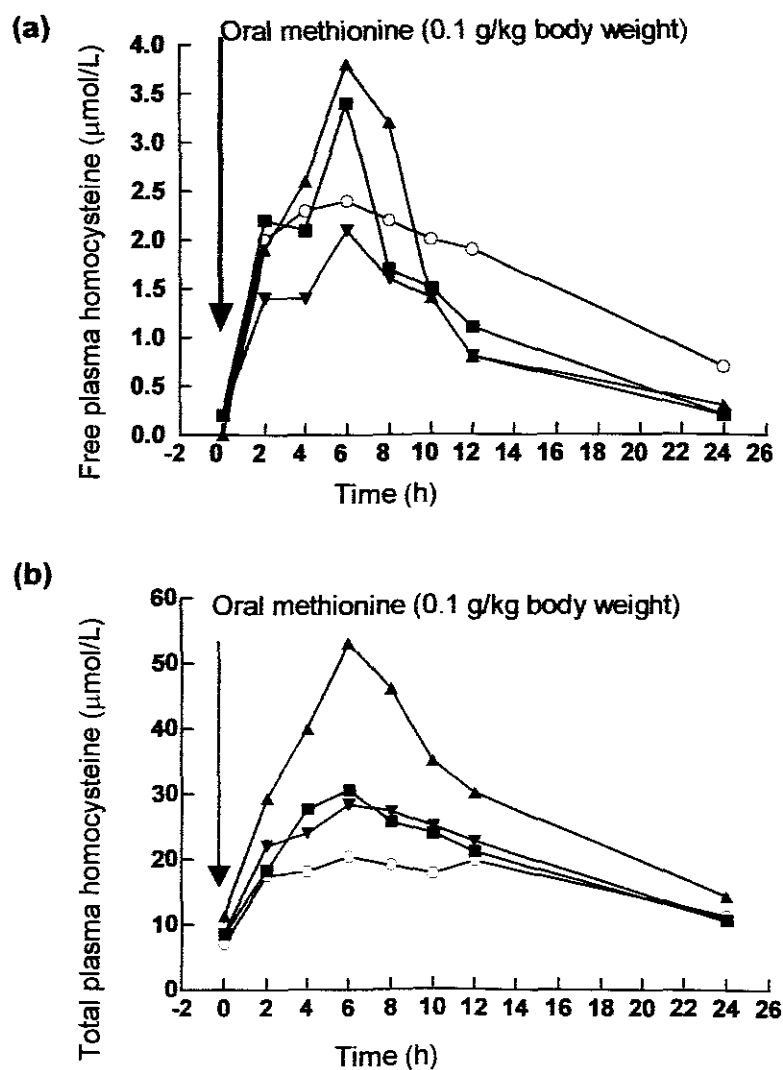 (a)
Oral methionine (0.1 g/kg body weight)
Free plasma homocysteine (μmol/L)
4.0
3.5
3.0
2.5
2.0
1.5
1.0
0.5
0.0
-2 0 2 4 6 8 10 12 14 16 18 20 22 24 26
Time (h)
(b)
Oral methionine (0.1 g/kg body weight)
Total plasma homocysteine (μmol/L)
60
50
40
30
20
10
0
-2 0 2 4 6 8 10 12 14 16 18 20 22 24 26
Time (h)